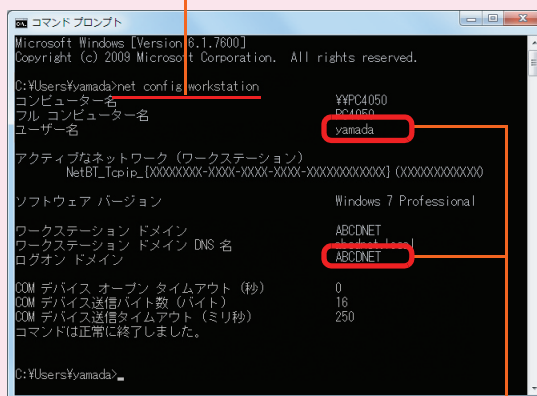 コマンド プロンプト
Microsoft Windows [Version 6.1.7600]
Copyright (c) 2009 Microsoft Corporation.  All rights reserved.
C:¥Users¥yamada>net config workstation
コンピューター名 ¥¥PC4050
フル コンピューター名 PC4050
ユーザー名 yamada
アクティブなネットワーク (ワークステーション)
NetBT_Tcpip_[XXXXXXXX-XXXX-XXXX-XXXX-XXXXXXXXXXXX] (XXXXXXXXXXXX)
ソフトウェア バージョン Windows 7 Professional
ワークステーション ドメイン ABCDNET
ワークステーション ドメイン DNS 名 abcdnet.local
ログオン ドメイン ABCDNET
COM デバイス オープン タイムアウト (秒) 0
COM デバイス送信バイト数 (バイト) 16
COM デバイス送信タイムアウト (ミリ秒) 250
コマンドは正常に終了しました。
C:¥Users¥yamada>_